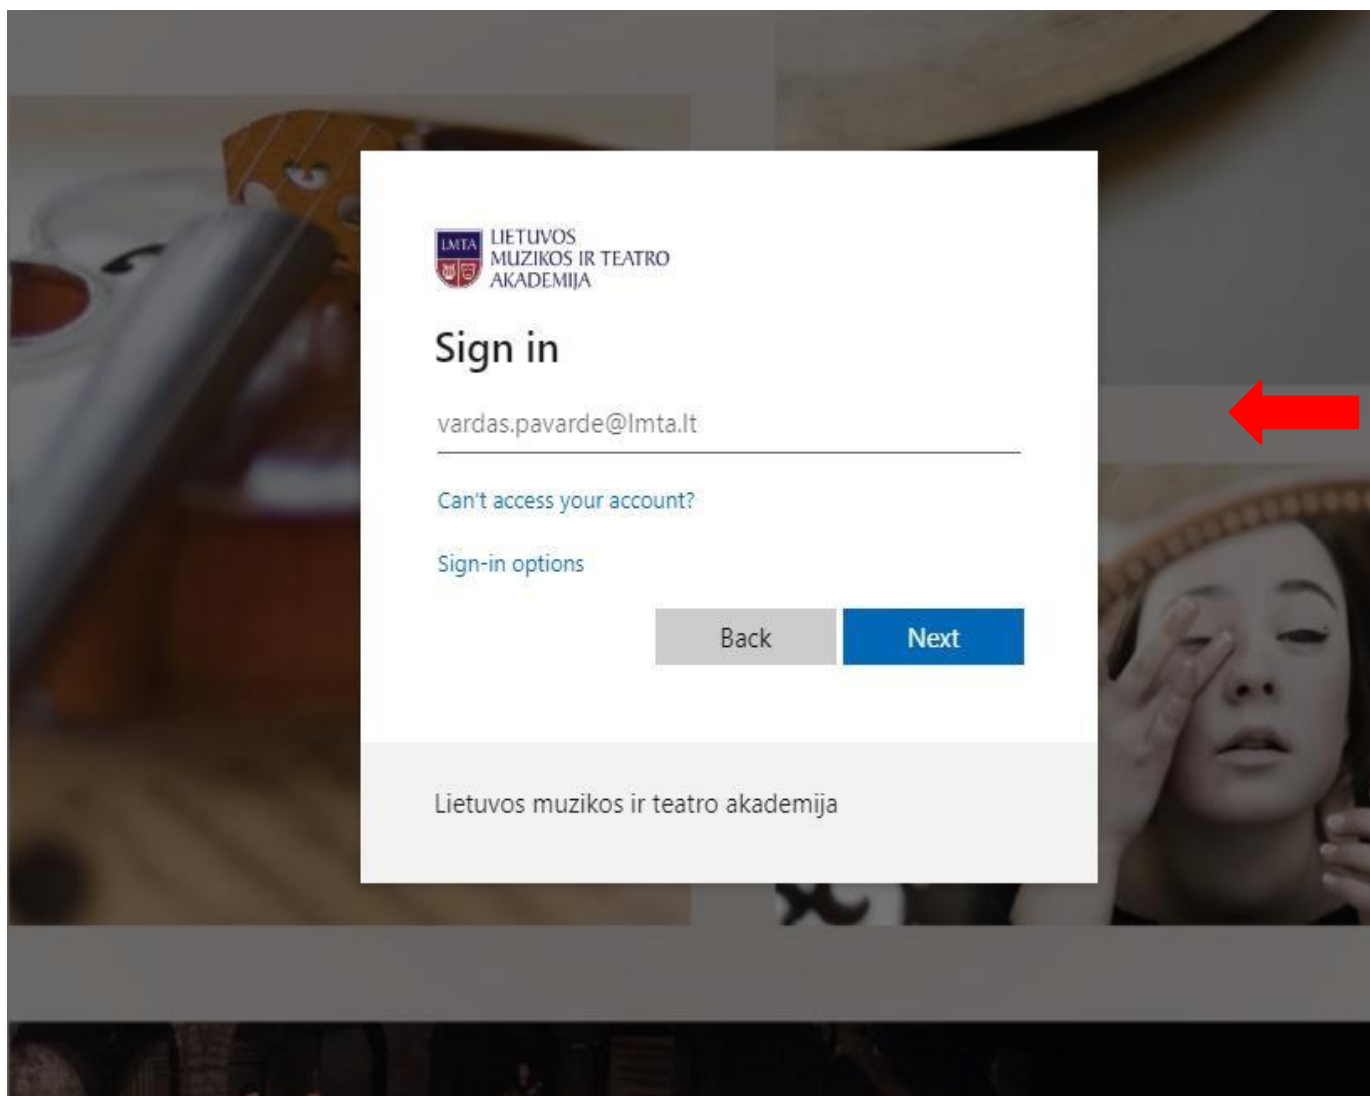 LMTA
LIETUVOS
MUZIKOS IR TEATRO
AKADEMIJA
Sign in
vardas.pavarde@lmta.lt
Can't access your account?
Sign-in options
Back
Next
Lietuvos muzikos ir teatro akademija